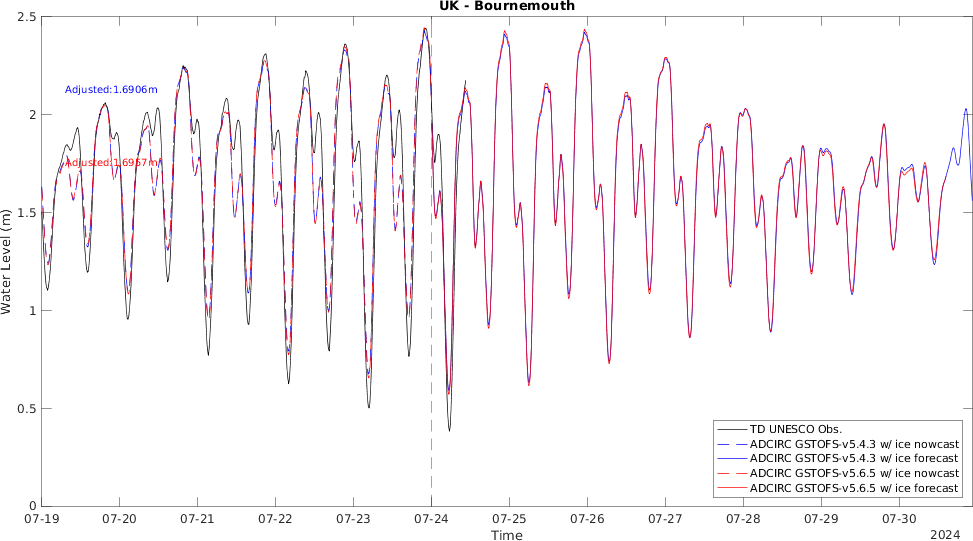 UK - Bournemouth
2.5
2
1.5
1
0.5
0
Water Level (m)
Adjusted:1.6906m
Adjusted:1.6957m
TD UNESCO Obs.
ADCIRC GSTOFS-v5.4.3 w/ ice nowcast
ADCIRC GSTOFS-v5.4.3 w/ ice forecast
ADCIRC GSTOFS-v5.6.5 w/ ice nowcast
ADCIRC GSTOFS-v5.6.5 w/ ice forecast
07-19 07-20 07-21 07-22 07-23 07-24 07-25 07-26 07-27 07-28 07-29 07-30
Time
2024